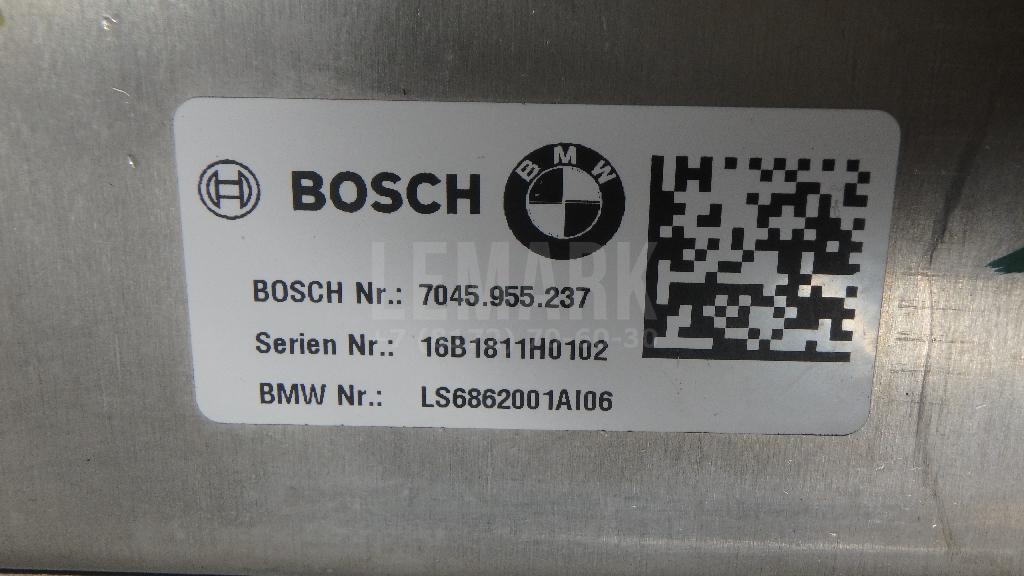 BOSCH
BMW
LEMARK
BOSCH Nr.: 7045.955.237
Serien Nr.: 16B1811H0102
BMW Nr.: LS6862001AI06